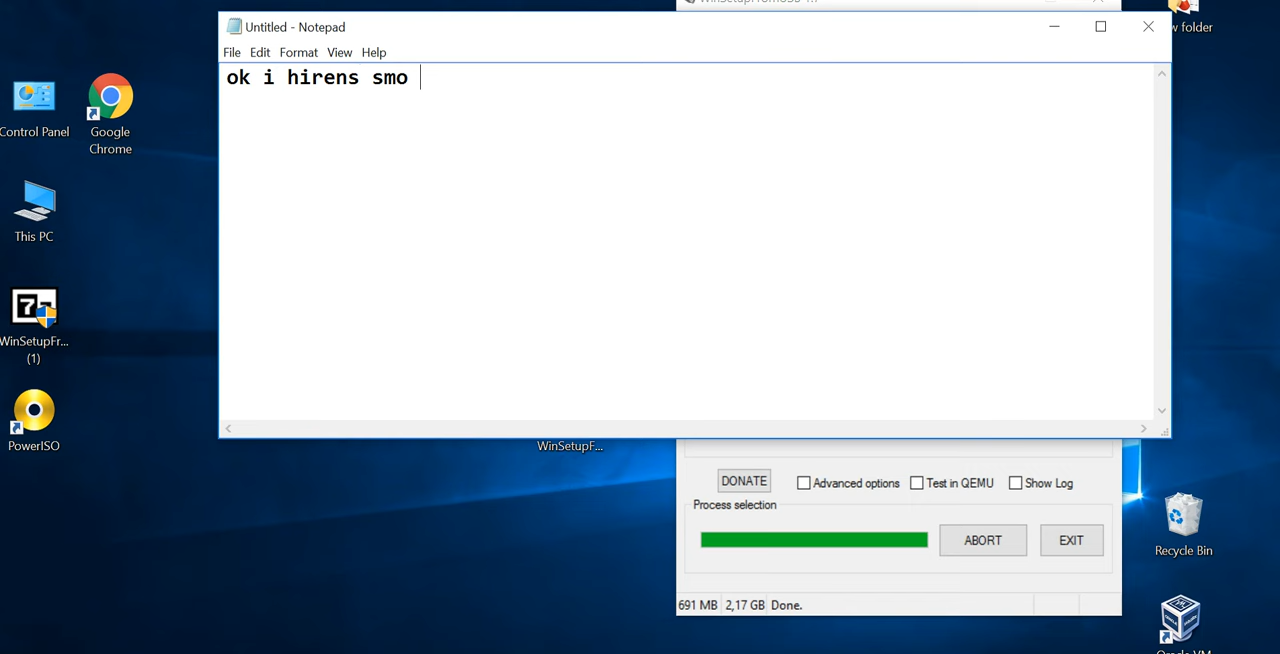 Untitled - Notepad
File Edit Format View Help
ok i hirens smo
Control Panel
Google
Chrome
This PC
WinSetupFr...
(1)
PowerISO
WinSetupF...
DONATE
Advanced options
Test in QEMU
Show Log
Process selection
ABORT
EXIT
691 MB 2,17 GB Done.
w folder
Recycle Bin